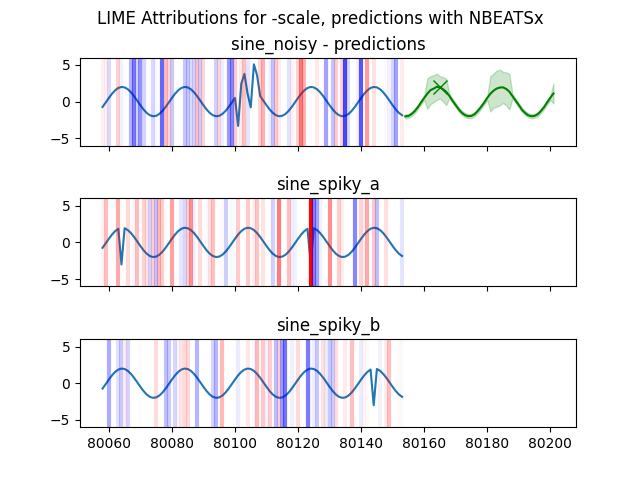 LIME Attributions for -scale, predictions with NBEATSx
sine_noisy - predictions
5
0
−5
sine_spiky_a
5
0
−5
sine_spiky_b
5
0
−5
80060 80080 80100 80120 80140 80160 80180 80200